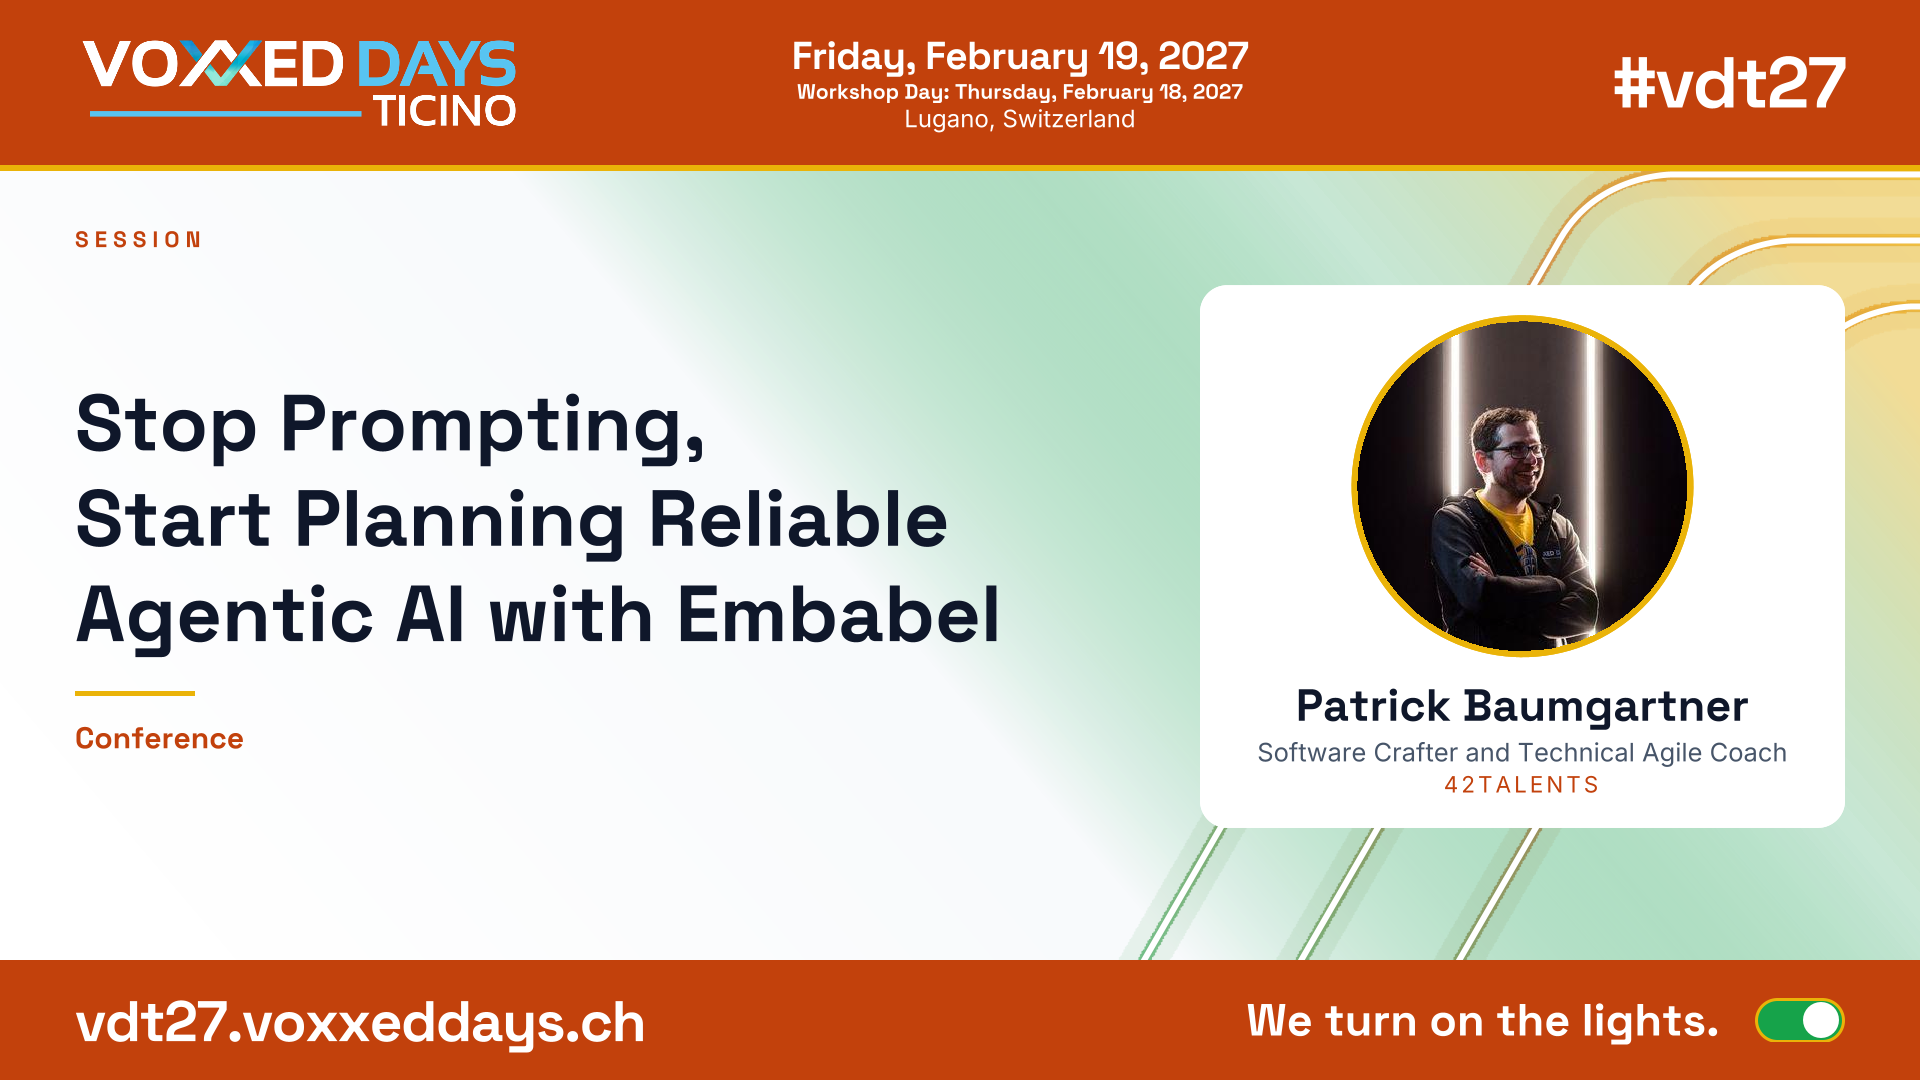 VOXXED DAYS
TICINO
Friday, February 19, 2027
Workshop Day: Thursday, February 18, 2027
Lugano, Switzerland
#vdt27
SESSION
Stop Prompting,
Start Planning Reliable
Agentic AI with Embabel
Conference
Patrick Baumgartner
Software Crafter and Technical Agile Coach
42TALENTS
vdt27.voxxeddays.ch
We turn on the lights.